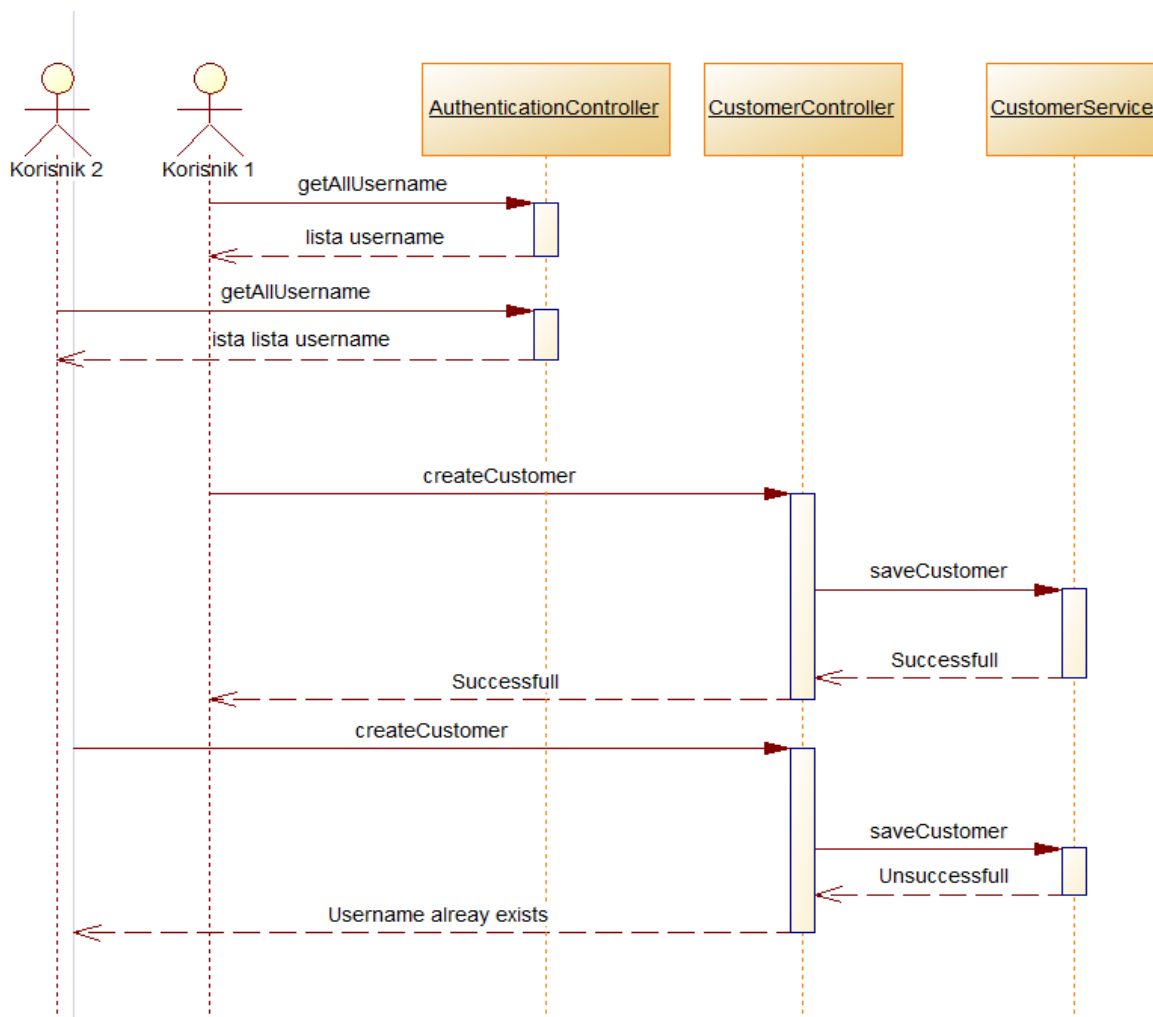 AuthenticationController
CustomerController
CustomerService
Korisnik 2
Korisnik 1
getAllUsername
lista username
getAllUsername
ista lista username
createCustomer
saveCustomer
Successfull
Successfull
createCustomer
saveCustomer
Unsuccessfull
Username alreay exists